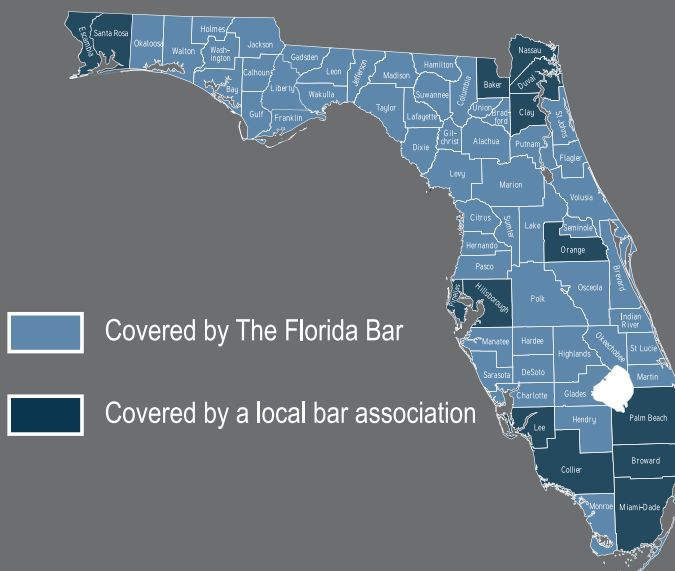 Escambia
Santa Rosa
Okaloosa
Walton
Holmes
Wash-
ington
Jackson
Bay
Calhoun
Gulf
Liberty
Gadsden
Franklin
Leon
Wakulla
Jefferson
Madison
Taylor
Hamilton
Suwannee
Lafayette
Dixie
Columbia
Gil-
christ
Levy
Baker
Union
Brad-
ford
Alachua
Nassau
Duval
Clay
Putnam
St Johns
Flagler
Marion
Volusia
Citrus
Sumter
Lake
Seminole
Orange
Hernando
Pasco
Brevard
Osceola
Pinellas
Hillsborough
Polk
Indian
River
Manatee
Hardee
Highlands
Okeechobee
St Lucie
Sarasota
DeSoto
Martin
Charlotte
Glades
Lee
Hendry
Palm Beach
Collier
Broward
Monroe
Miami-Dade
Covered by The Florida Bar
Covered by a local bar association